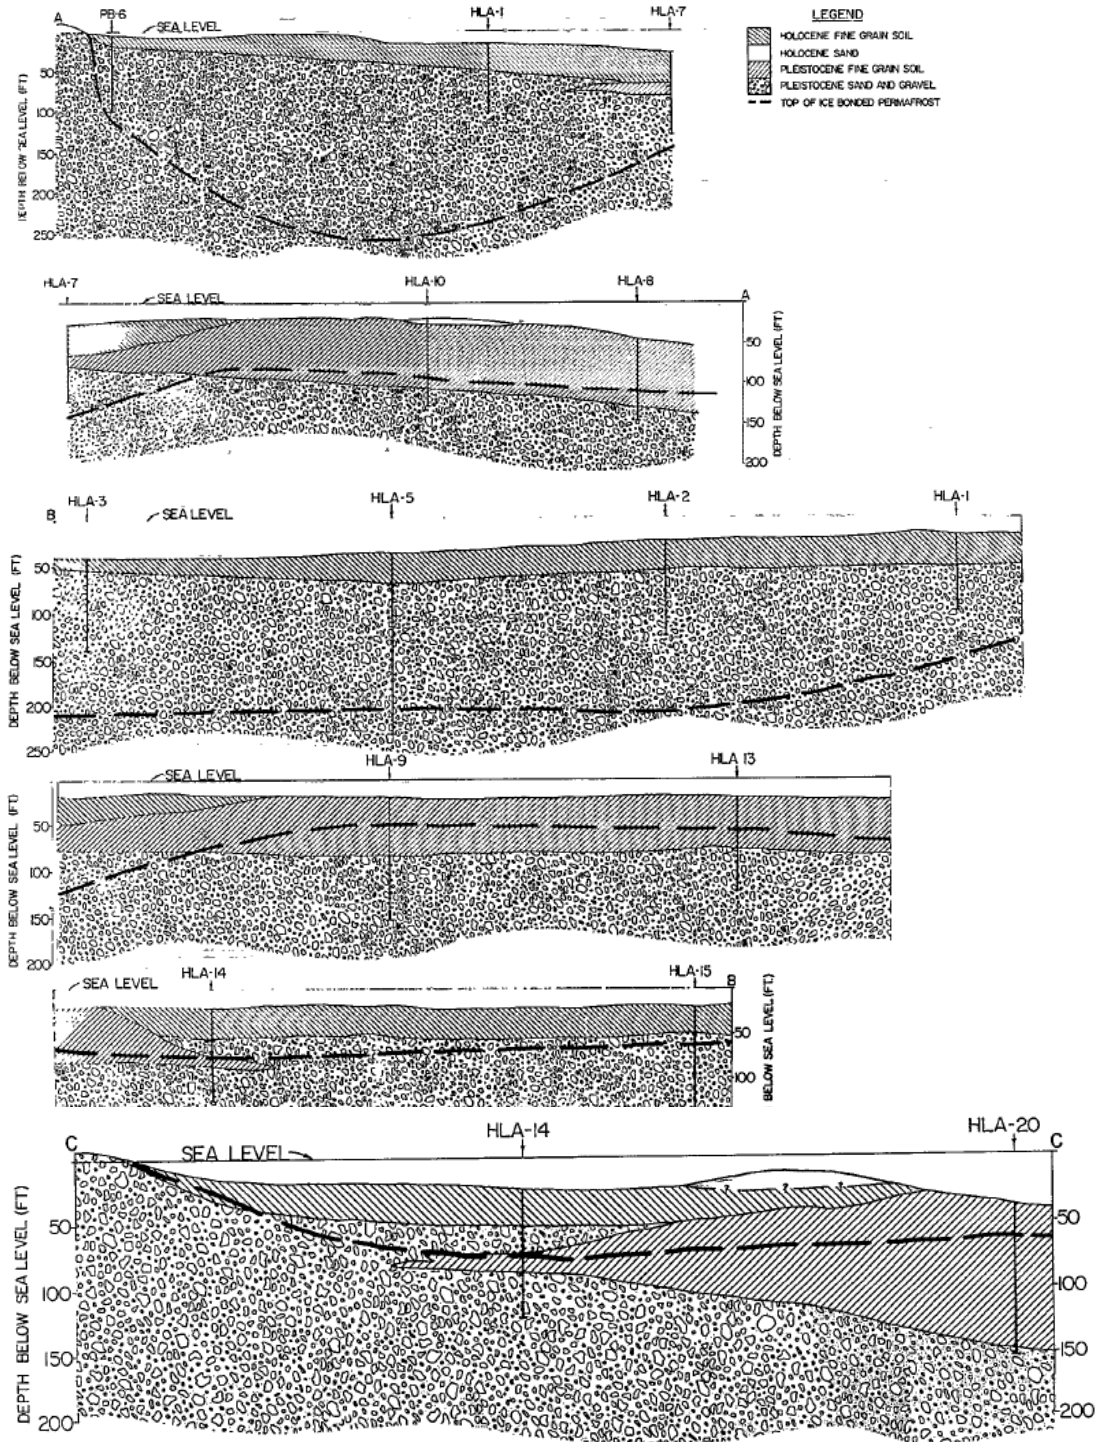 A PB-6 SEA LEVEL HLA-1 HLA-7
LEGEND
HOLOCENE FINE GRAIN SOIL
HOLOCENE SAND
PLEISTOCENE FINE GRAIN SOIL
PLEISTOCENE SAND AND GRAVEL
TOP OF ICE BONDED PERMAFROST
DEPTH BELOW SEA LEVEL (FT)
50
100
150
200
250
HLA-7 SEA LEVEL HLA-10 HLA-8 A
50
100
150
200
DEPTH BELOW SEA LEVEL (FT)
B HLA-3 SEA LEVEL HLA-5 HLA-2 HLA-1
DEPTH BELOW SEA LEVEL (FT)
50
100
150
200
250
SEA LEVEL HLA-9 HLA 13
DEPTH BELOW SEA LEVEL (FT)
50
100
150
200
SEA LEVEL HLA-14 HLA-15 B
50
100
BELOW SEA LEVEL (FT)
C SEA LEVEL HLA-14 HLA-20 C
? ? ?
DEPTH BELOW SEA LEVEL (FT)
50
100
150
200
50
100
150
200
DEPTH BELOW SEA LEVEL (FT)